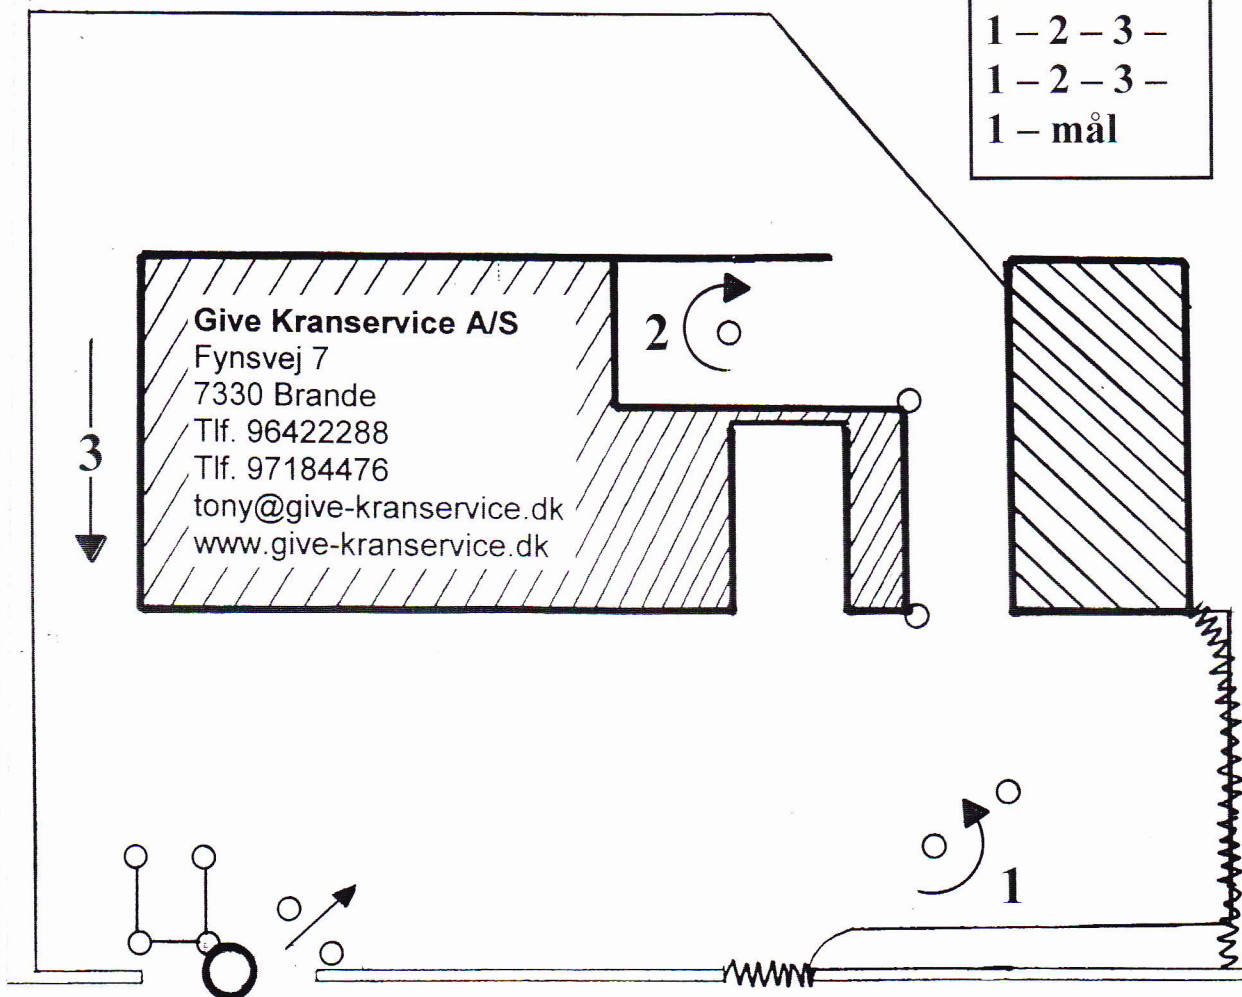 1 – 2 – 3 –
1 – 2 – 3 –
1 – mål
Give Kranservice A/S
Fynsvej 7
7330 Brande
Tlf. 96422288
Tlf. 97184476
tony@give-kranservice.dk
www.give-kranservice.dk
2
3
1